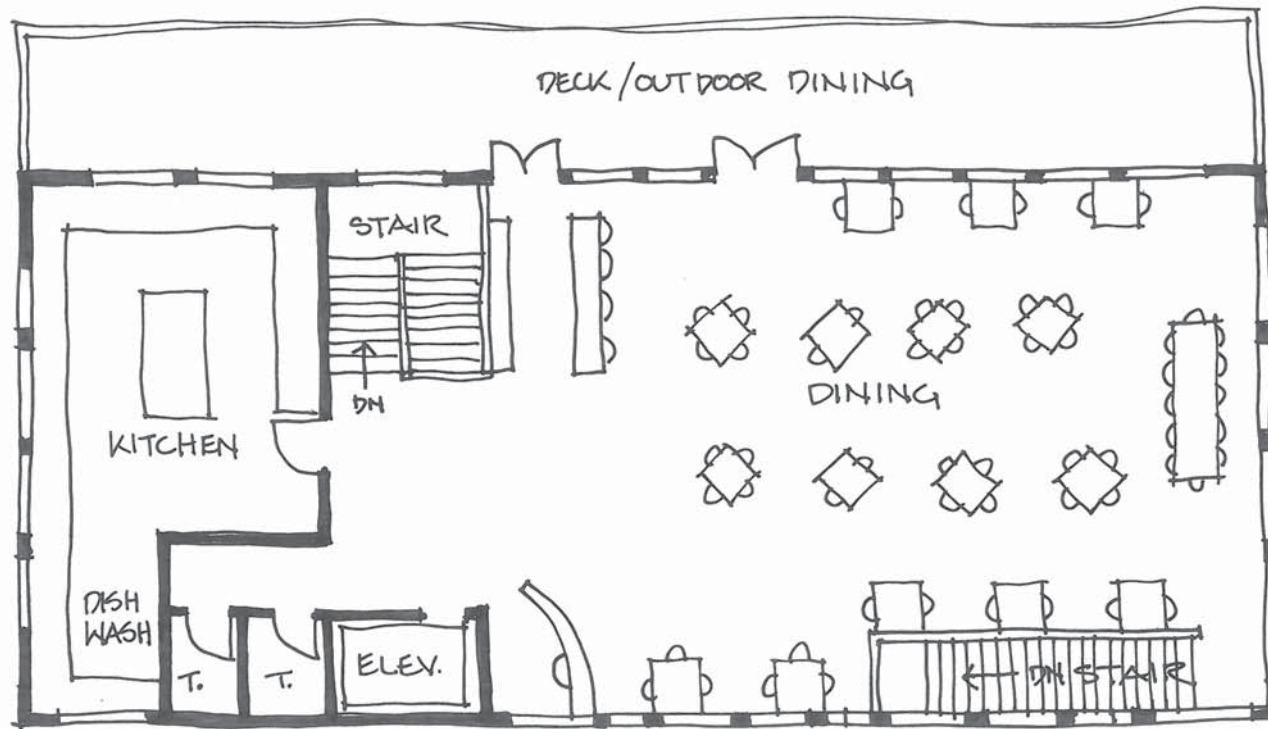 DECK/OUTDOOR DINING
STAIR
DN
DINING
KITCHEN
DISH
WASH
T.
T.
ELEV.
← DN STAIR